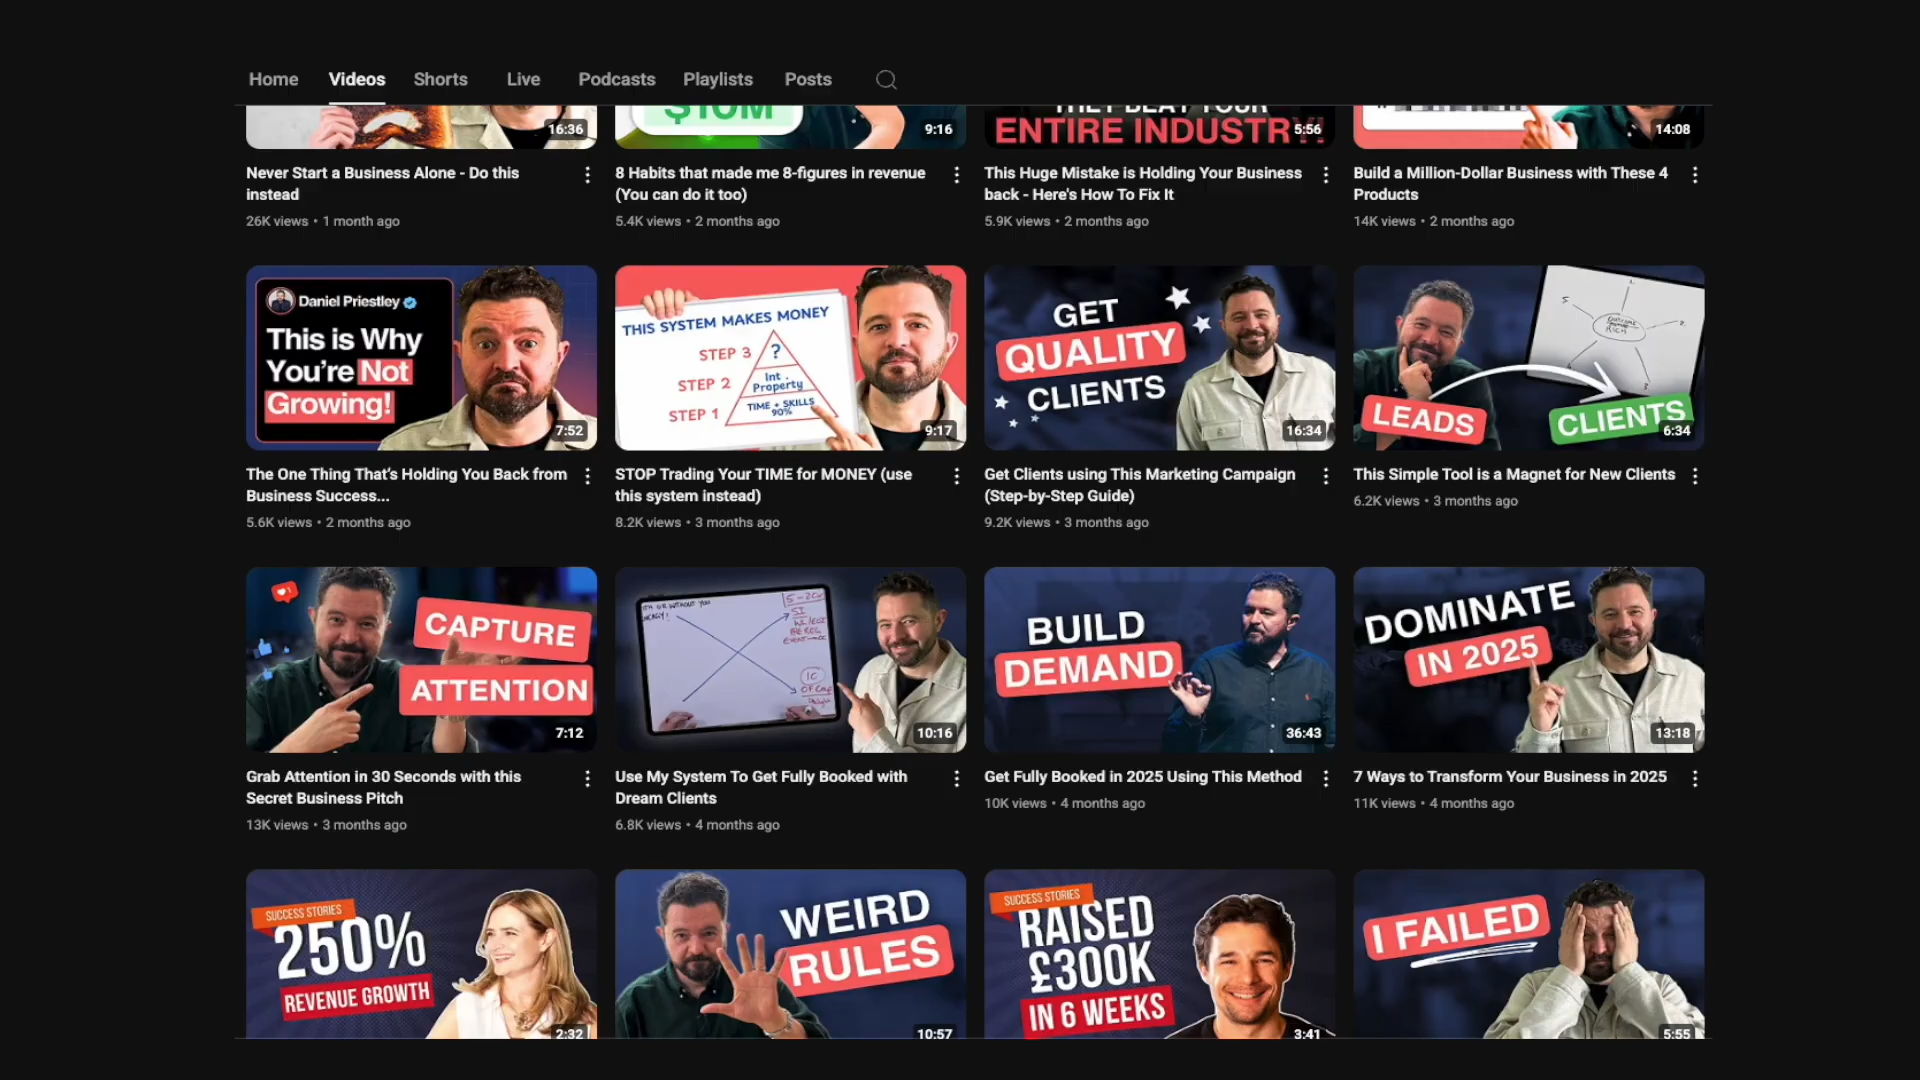 Home Videos Shorts Live Podcasts Playlists Posts
16:36
$10M
9:16
THEY BEAT YOUR
ENTIRE INDUSTRY!
5:56
14:08
Never Start a Business Alone - Do this
instead
26K views • 1 month ago
8 Habits that made me 8-figures in revenue
(You can do it too)
5.4K views • 2 months ago
This Huge Mistake is Holding Your Business
back - Here's How To Fix It
5.9K views • 2 months ago
Build a Million-Dollar Business with These 4
Products
14K views • 2 months ago
Daniel Priestley
This is Why
You're Not
Growing!
7:52
THIS SYSTEM MAKES MONEY
STEP 3 ?
STEP 2 Int.
Property
STEP 1 TIME + SKILLS
90%
9:17
GET
QUALITY
CLIENTS
16:34
LEADS
CLIENTS
6:34
The One Thing That's Holding You Back from
Business Success...
5.6K views • 2 months ago
STOP Trading Your TIME for MONEY (use
this system instead)
8.2K views • 3 months ago
Get Clients using This Marketing Campaign
(Step-by-Step Guide)
9.2K views • 3 months ago
This Simple Tool is a Magnet for New Clients
6.2K views • 3 months ago
CAPTURE
ATTENTION
7:12
10:16
BUILD
DEMAND
36:43
DOMINATE
IN 2025
13:18
Grab Attention in 30 Seconds with this
Secret Business Pitch
13K views • 3 months ago
Use My System To Get Fully Booked with
Dream Clients
6.8K views • 4 months ago
Get Fully Booked in 2025 Using This Method
10K views • 4 months ago
7 Ways to Transform Your Business in 2025
11K views • 4 months ago
SUCCESS STORIES
250%
REVENUE GROWTH
2:32
WEIRD
RULES
10:57
SUCCESS STORIES
RAISED
£300K
IN 6 WEEKS
3:41
I FAILED
5:55